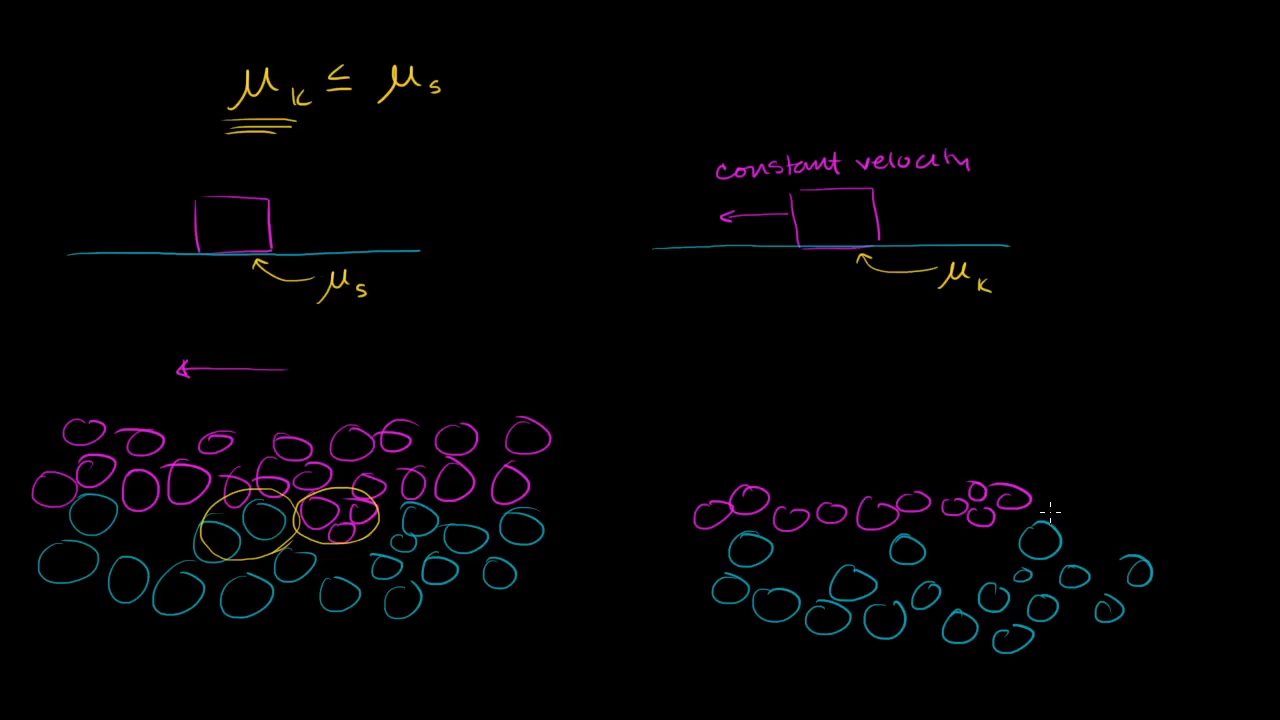 μk ≤ μs
constant velocity
μs
μk